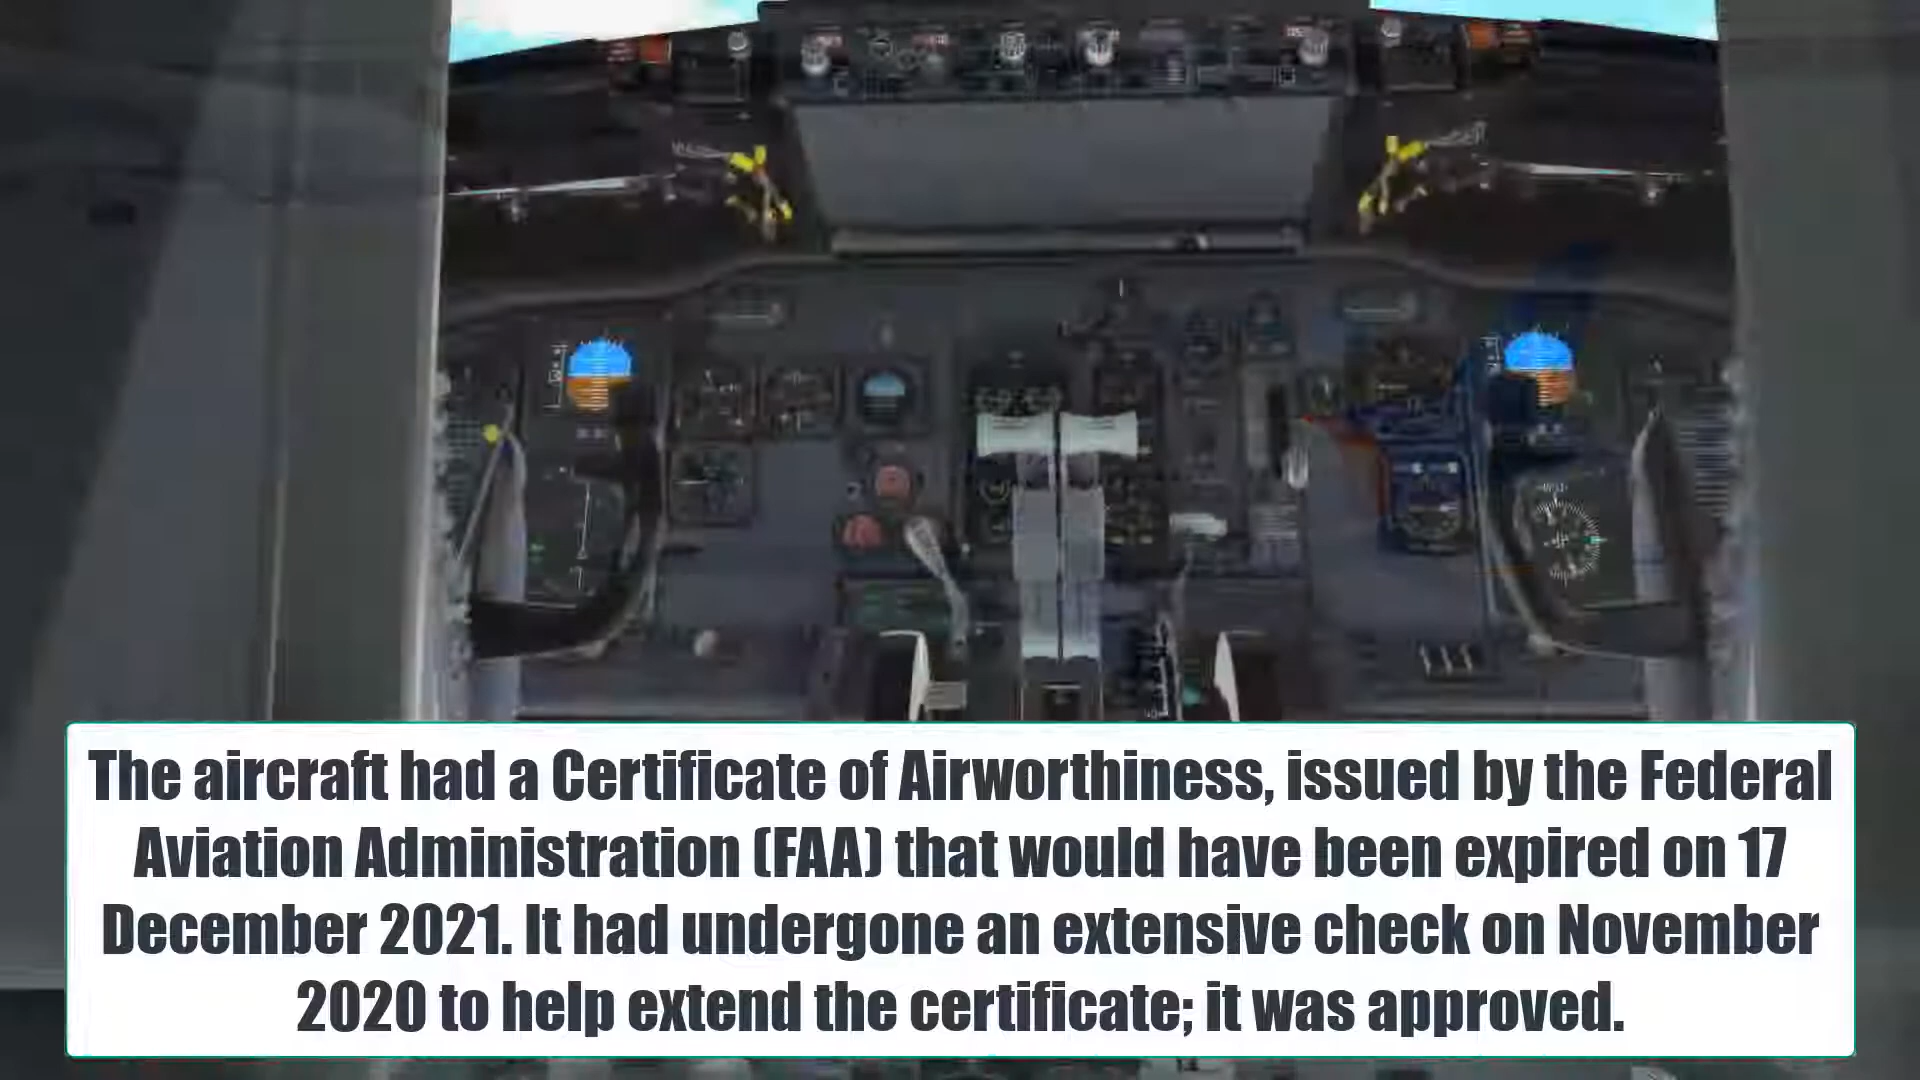 The aircraft had a Certificate of Airworthiness, issued by the Federal
Aviation Administration (FAA) that would have been expired on 17
December 2021. It had undergone an extensive check on November
2020 to help extend the certificate; it was approved.